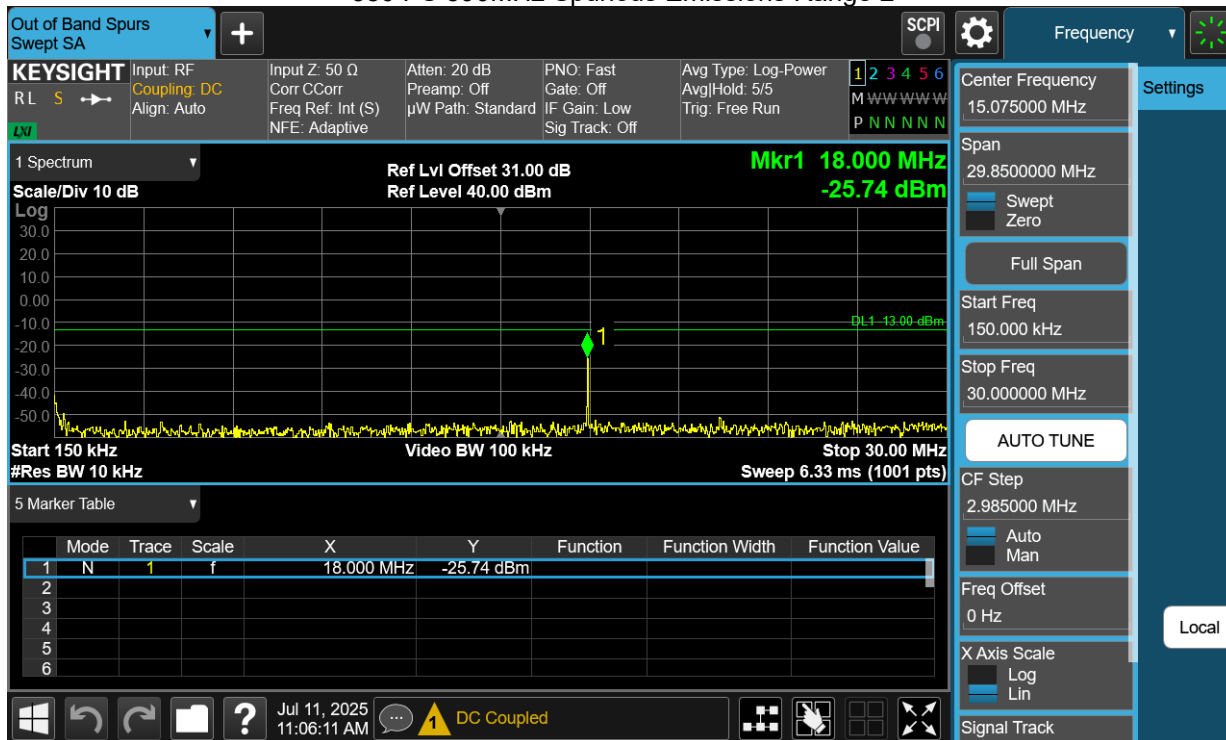 Out of Band Spurs
Swept SA
+
SCPI
Frequency
KEYSIGHT
RL S
LXI
Input: RF
Coupling: DC
Align: Auto
Input Z: 50 Ω
Corr CCorr
Freq Ref: Int (S)
NFE: Adaptive
Atten: 20 dB
Preamp: Off
µW Path: Standard
PNO: Fast
Gate: Off
IF Gain: Low
Sig Track: Off
Avg Type: Log-Power
Avg|Hold: 5/5
Trig: Free Run
1 2 3 4 5 6
M W W W W W
P N N N N N
1 Spectrum
Scale/Div 10 dB
Ref Lvl Offset 31.00 dB
Ref Level 40.00 dBm
Mkr1 18.000 MHz
-25.74 dBm
Log
30.0
20.0
10.0
0.00
-10.0
-20.0
-30.0
-40.0
-50.0
DL1 -13.00 dBm
1
Start 150 kHz
#Res BW 10 kHz
Video BW 100 kHz
Stop 30.00 MHz
Sweep 6.33 ms (1001 pts)
5 Marker Table
Mode Trace Scale X Y Function Function Width Function Value
1 N 1 f 18.000 MHz -25.74 dBm
2
3
4
5
6
Center Frequency
15.075000 MHz
Settings
Span
29.8500000 MHz
Swept
Zero
Full Span
Start Freq
150.000 kHz
Stop Freq
30.000000 MHz
AUTO TUNE
CF Step
2.985000 MHz
Auto
Man
Freq Offset
0 Hz
Local
X Axis Scale
Log
Lin
Signal Track
?
Jul 11, 2025
11:06:11 AM
1
DC Coupled